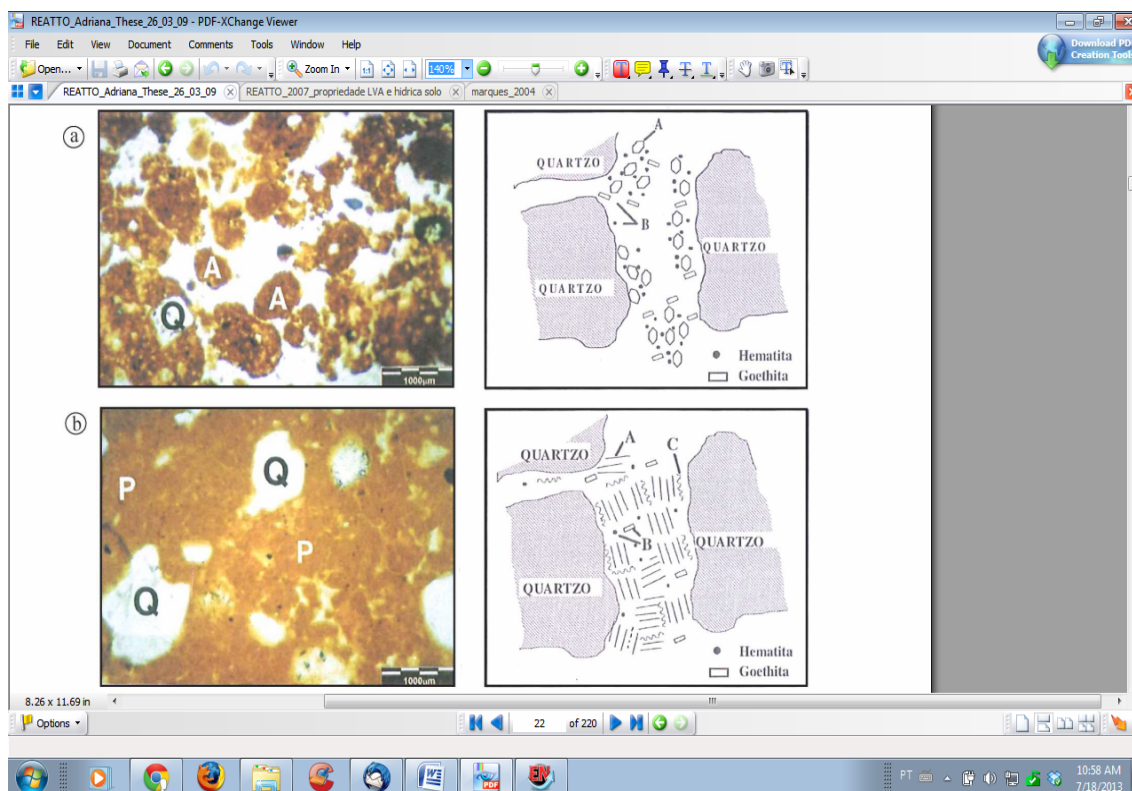 REATTO_Adriana_These_26_03_09 - PDF-XChange Viewer
File Edit View Document Comments Tools Window Help
Download PD
Creation Tools
Open... Zoom In 140%
REATTO_Adriana_These_26_03_09 REATTO_2007_propriedade LVA e hidrica solo marques_2004
a
A
A
Q
1000µm
A
QUARTZO
B
QUARTZO
QUARTZO
Hematita
Goethita
b
Q
P
P
Q
1000µm
A
C
QUARTZO
B
QUARTZO
QUARTZO
Hematita
Goethita
8.26 x 11.69 in
Options 22 of 220
PT 10:58 AM
7/18/2013